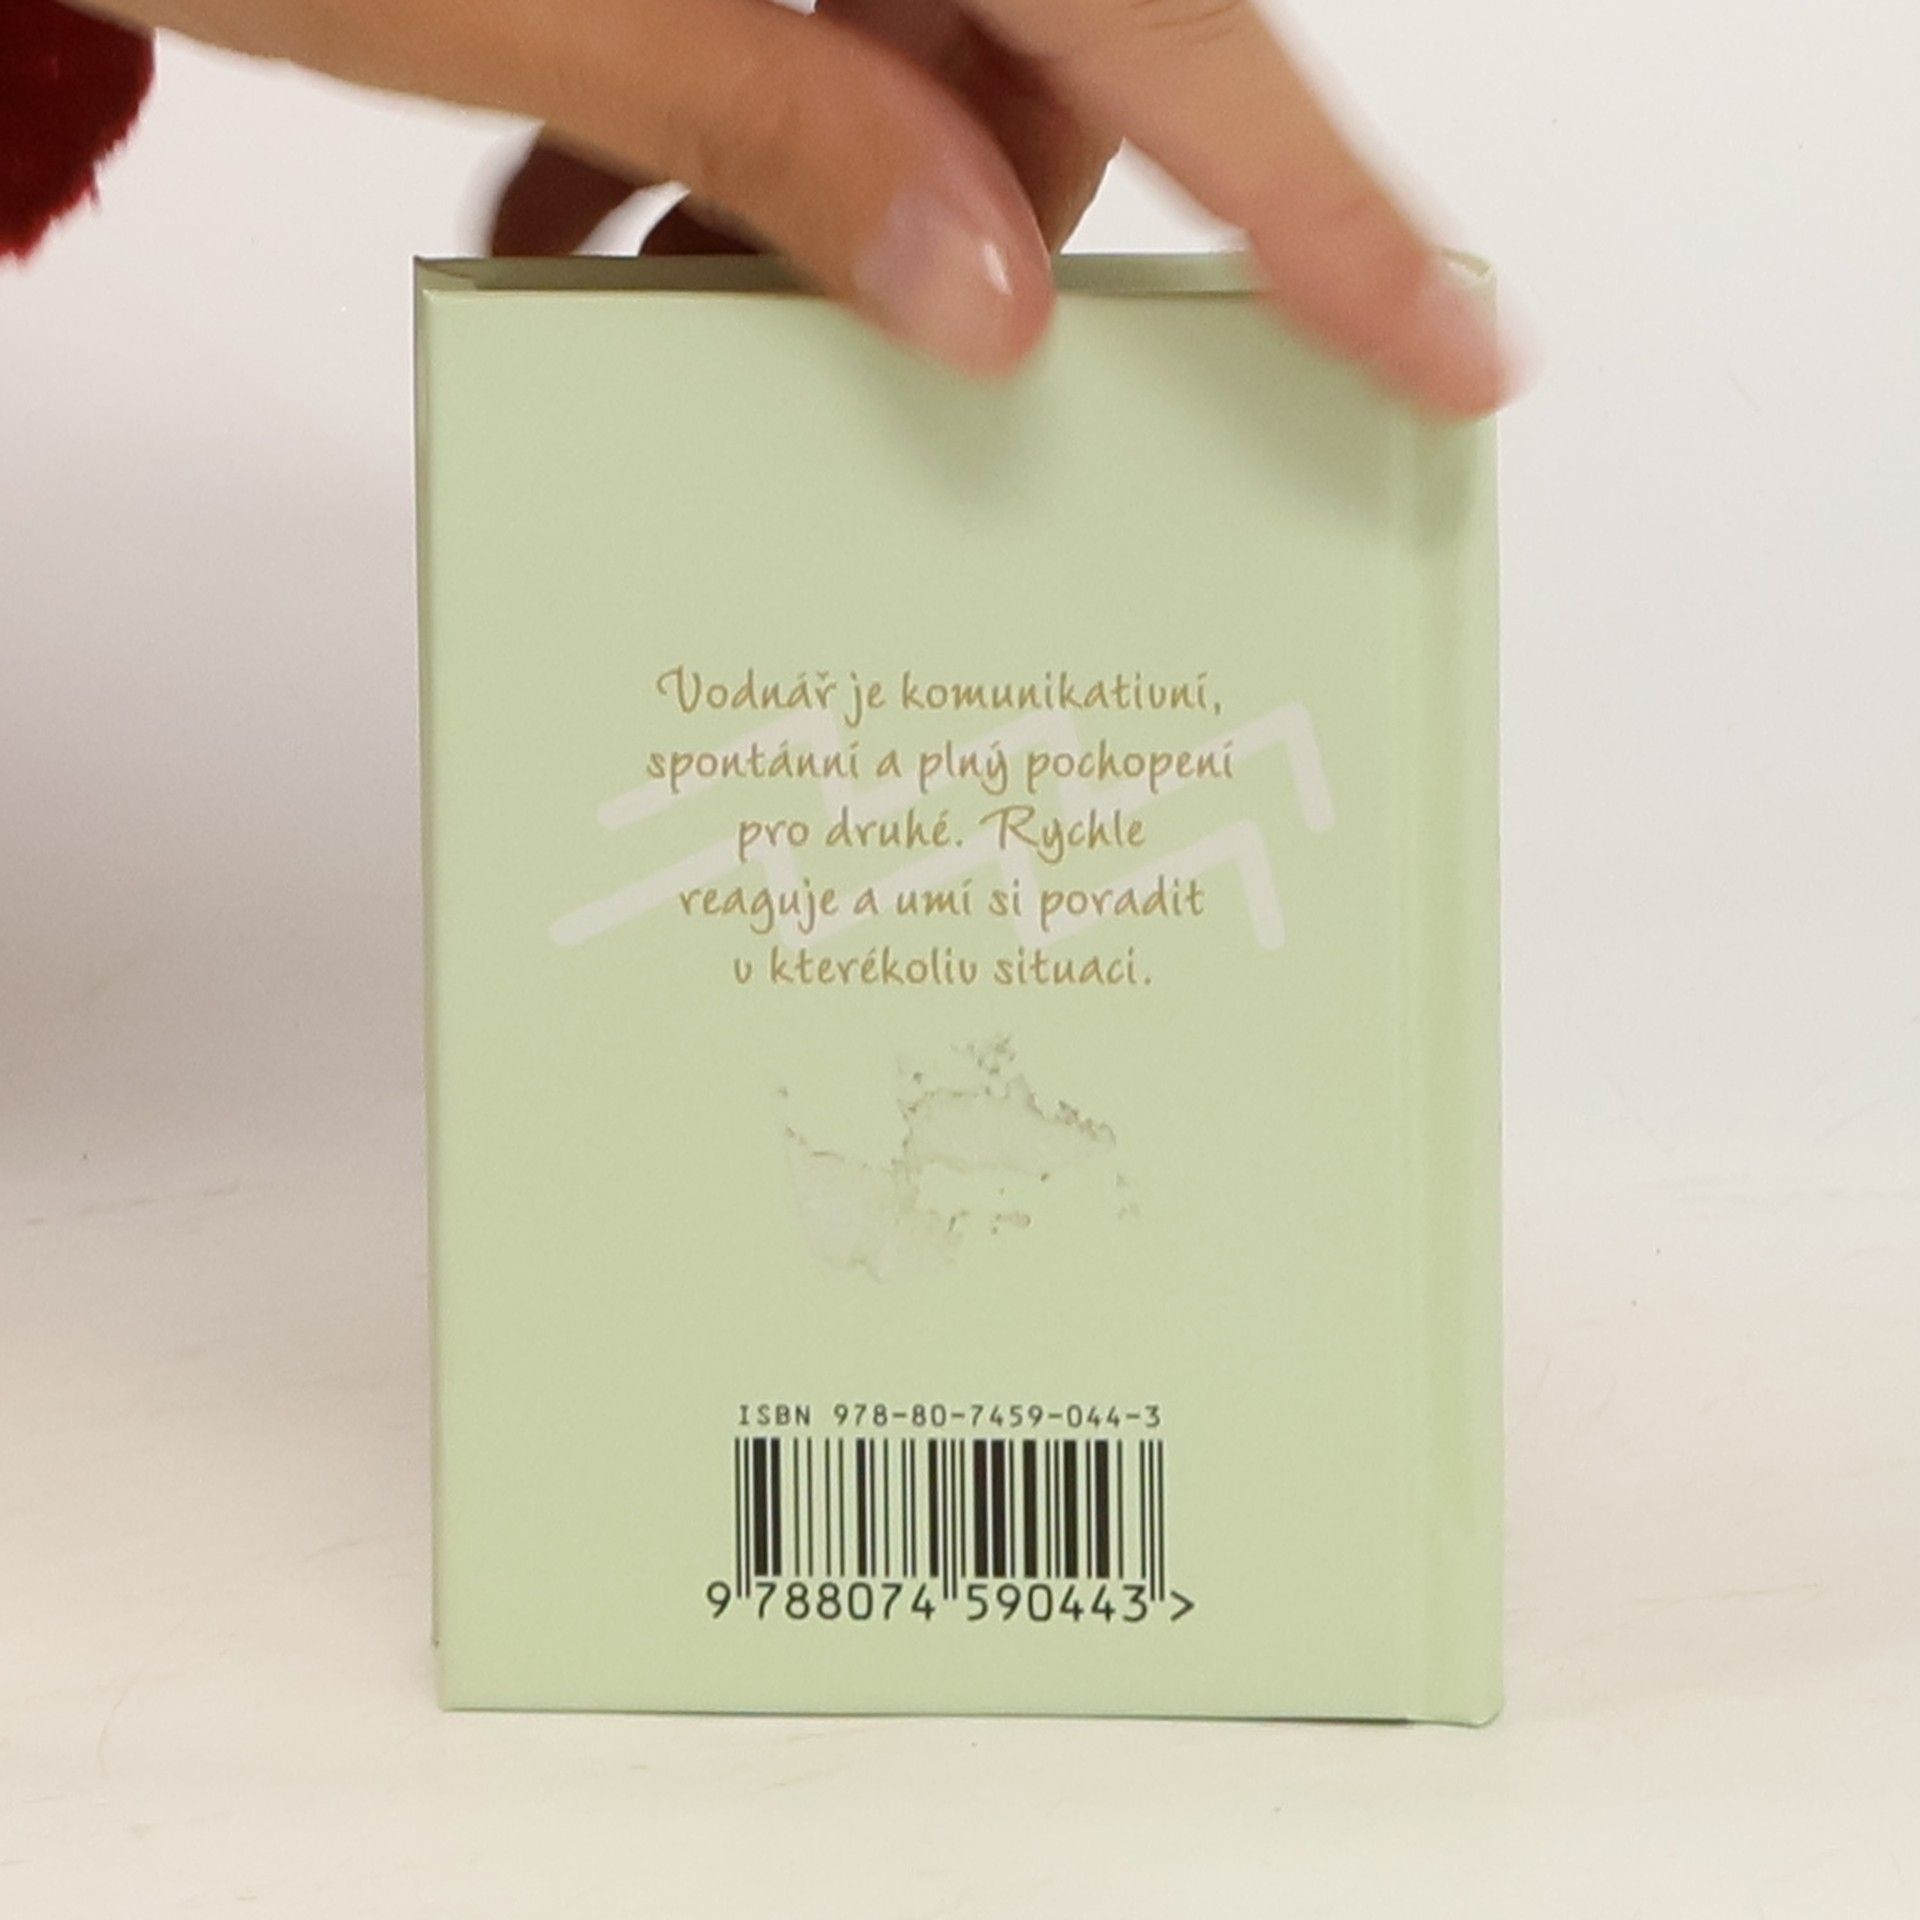 Vodnář je komunikativní,
spontánní a plný pochopení
pro druhé. Rychle
reaguje a umí si poradit
v kterékoliv situaci.
ISBN 978-80-7459-044-3
9 788074 590443 >